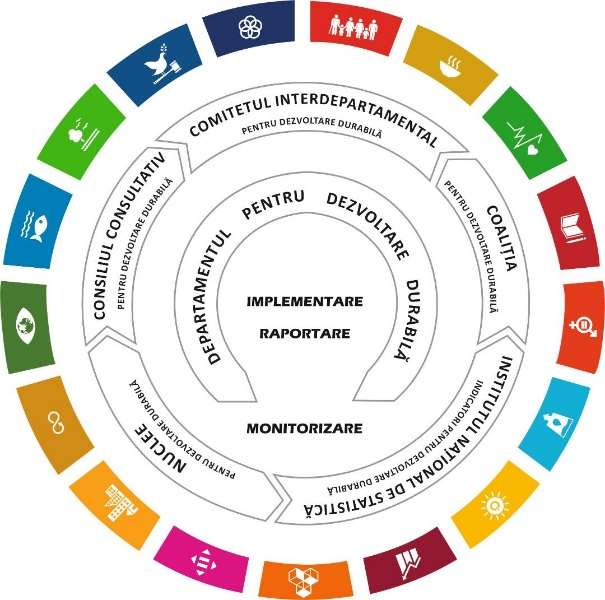 COMITETUL INTERDEPARTAMENTAL
PENTRU DEZVOLTARE DURABILĂ
COALIȚIA
PENTRU DEZVOLTARE DURABILĂ
INSTITUTUL NAȚIONAL DE STATISTICĂ
INDICATORI PENTRU DEZVOLTARE DURABILĂ
NUCLEE
PENTRU DEZVOLTARE DURABILĂ
CONSILIUL CONSULTATIV
PENTRU DEZVOLTARE DURABILĂ
DEPARTAMENTUL PENTRU DEZVOLTARE DURABILĂ
IMPLEMENTARE
RAPORTARE
MONITORIZARE